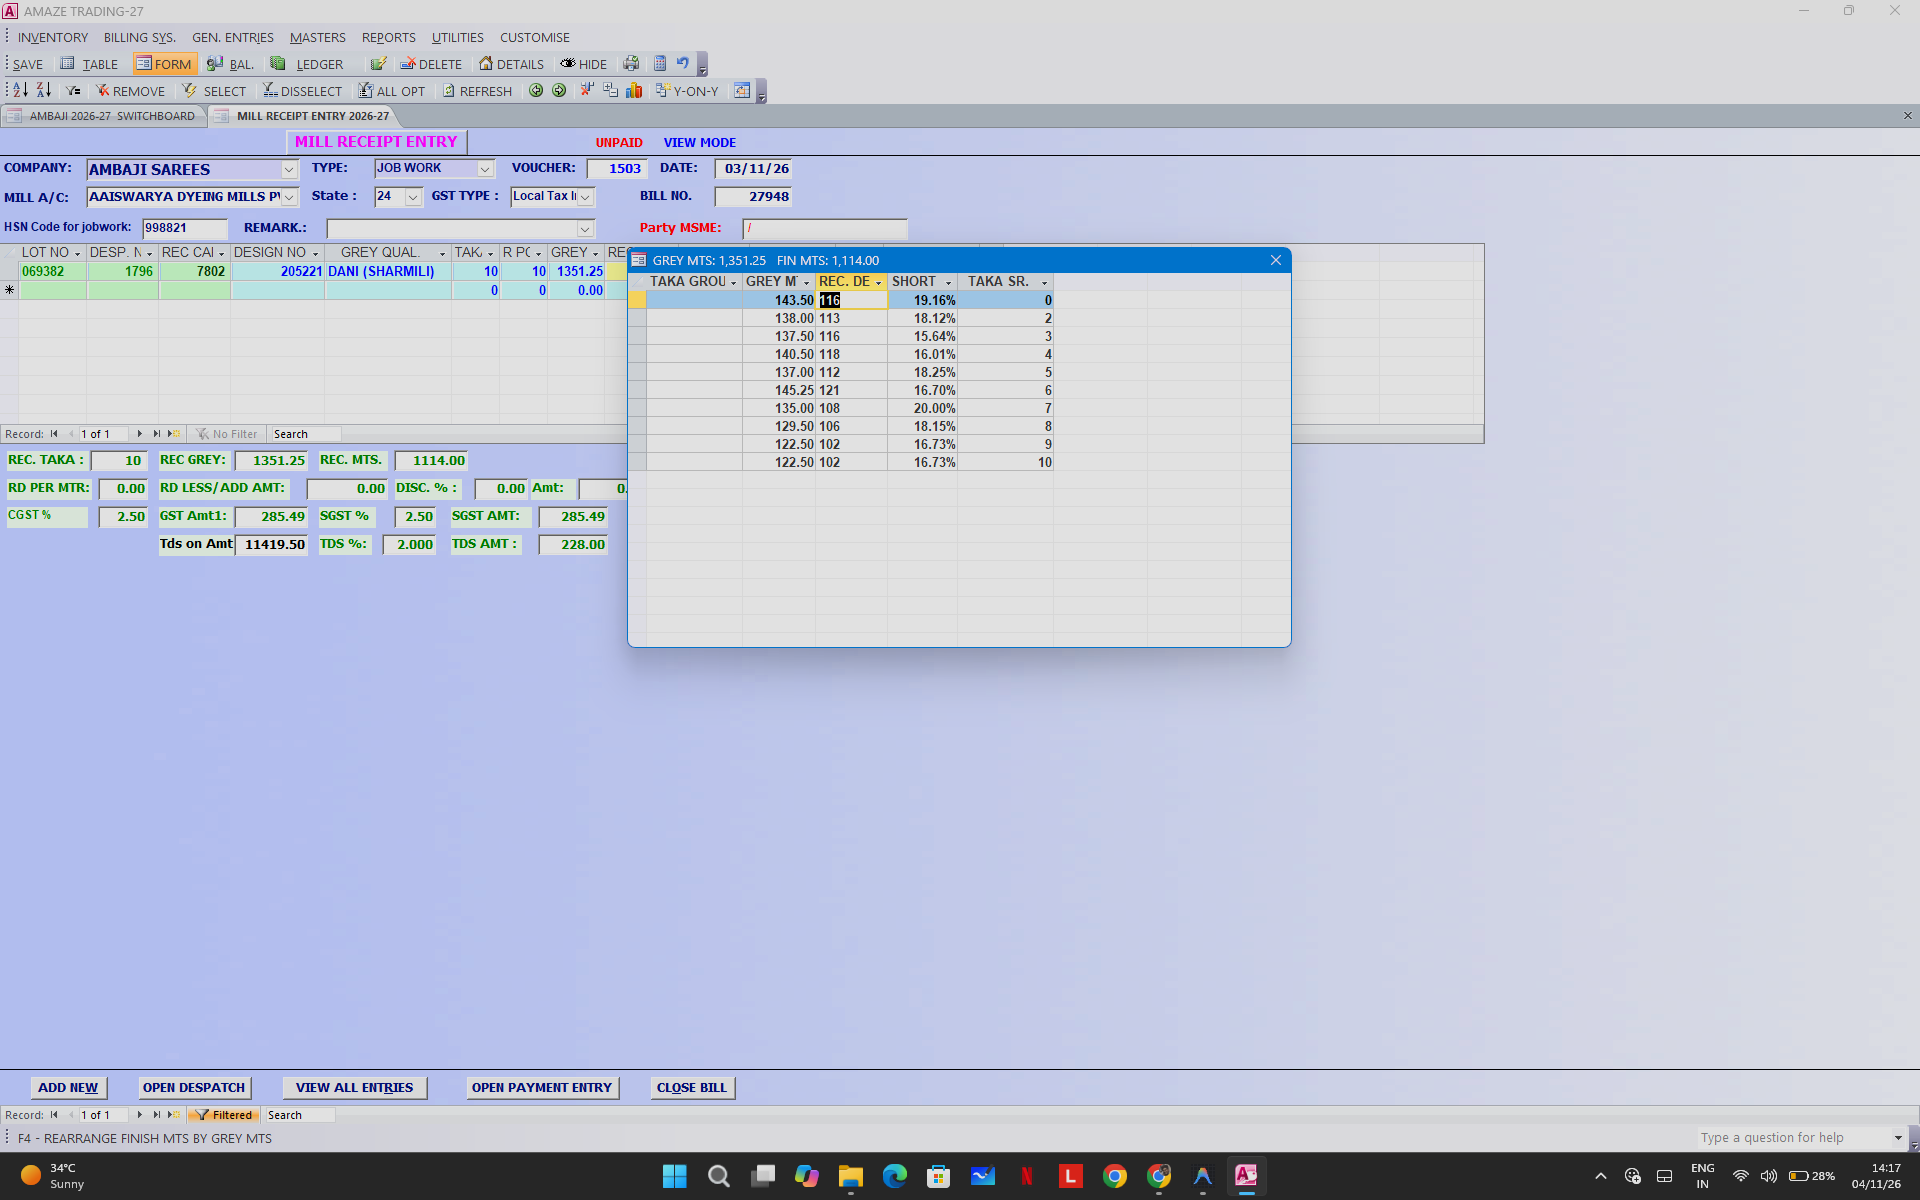 AMAZE TRADING-27
INVENTORY BILLING SYS. GEN. ENTRIES MASTERS REPORTS UTILITIES CUSTOMISE
SAVE TABLE FORM BAL. LEDGER DELETE DETAILS HIDE
REMOVE SELECT DISSELECT ALL OPT REFRESH Y-ON-Y
AMBAJI 2026-27 SWITCHBOARD MILL RECEIPT ENTRY 2026-27
MILL RECEIPT ENTRY UNPAID VIEW MODE
COMPANY: AMBAJI SAREES TYPE: JOB WORK VOUCHER: 1503 DATE: 03/11/26
MILL A/C: AAISWARYA DYEING MILLS State : 24 GST TYPE : Local Tax BILL NO. 27948
HSN Code for jobwork: 998821 REMARK.: Party MSME: /
LOT NO DESP. N REC CAI DESIGN NO GREY QUAL. TAK R PC GREY REC
069382 1796 7802 205221 DANI (SHARMILI) 10 10 1351.25
0 0 0.00
GREY MTS: 1,351.25 FIN MTS: 1,114.00
TAKA GROU GREY M REC. DE SHORT TAKA SR.
143.50 116 19.16% 0
138.00 113 18.12% 2
137.50 116 15.64% 3
140.50 118 16.01% 4
137.00 112 18.25% 5
145.25 121 16.70% 6
135.00 108 20.00% 7
129.50 106 18.15% 8
122.50 102 16.73% 9
122.50 102 16.73% 10
Record: 1 of 1 No Filter Search
REC. TAKA : 10 REC GREY: 1351.25 REC. MTS. 1114.00
RD PER MTR: 0.00 RD LESS/ADD AMT: 0.00 DISC. % : 0.00 Amt: 0.
CGST % 2.50 GST Amt1: 285.49 SGST % 2.50 SGST AMT: 285.49
Tds on Amt 11419.50 TDS %: 2.000 TDS AMT : 228.00
ADD NEW OPEN DESPATCH VIEW ALL ENTRIES OPEN PAYMENT ENTRY CLOSE BILL
Record: 1 of 1 Filtered Search
F4 - REARRANGE FINISH MTS BY GREY MTS Type a question for help
34°C
Sunny
ENG
IN
28%
14:17
04/11/26